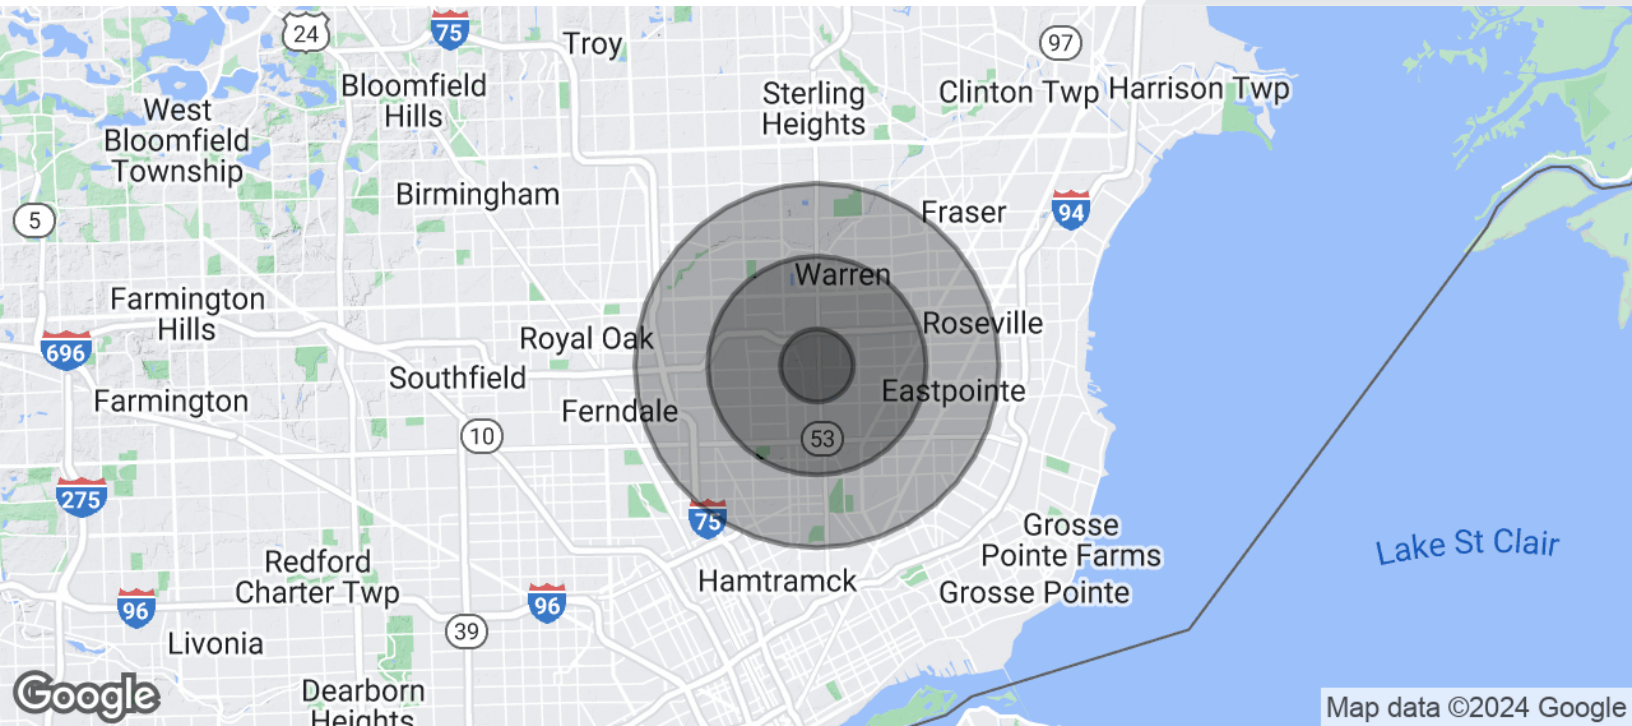 24
75
Troy
97
Bloomfield
Hills
Sterling
Heights
Clinton Twp
Harrison Twp
West
Bloomfield
Township
Birmingham
5
Fraser
94
Warren
Farmington
Hills
Royal Oak
Roseville
696
Southfield
Eastpointe
Farmington
Ferndale
10
53
275
75
Grosse
Pointe Farms
Lake St Clair
Redford
Charter Twp
Hamtramck
Grosse Pointe
96
96
39
Livonia
Dearborn
Heights
Google
Map data ©2024 Google